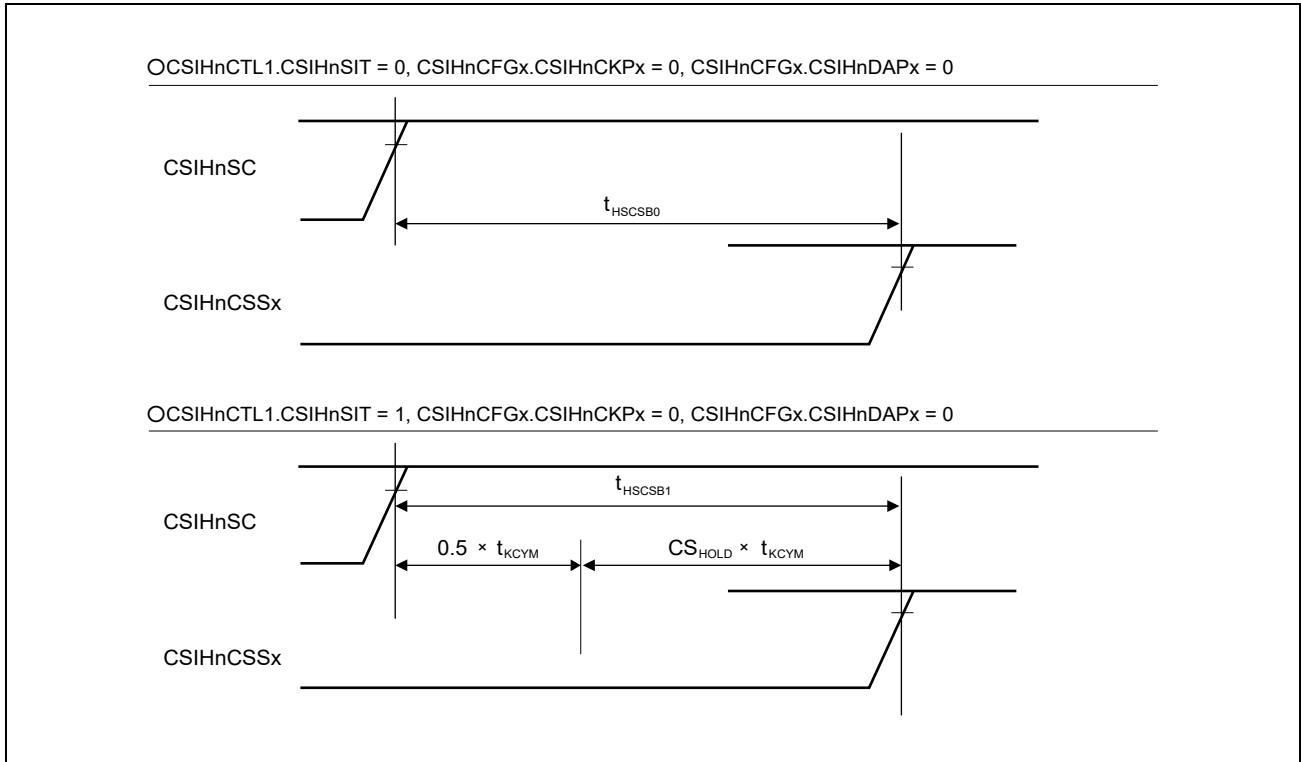 ○CSIHnCTL1.CSIHnSIT = 0, CSIHnCFGx.CSIHnCKPx = 0, CSIHnCFGx.CSIHnDAPx = 0
CSIHnSC
tHSCSB0
CSIHnCSSx
○CSIHnCTL1.CSIHnSIT = 1, CSIHnCFGx.CSIHnCKPx = 0, CSIHnCFGx.CSIHnDAPx = 0
tHSCSB1
CSIHnSC
0.5 × tKCYM CSHOLD × tKCYM
CSIHnCSSx